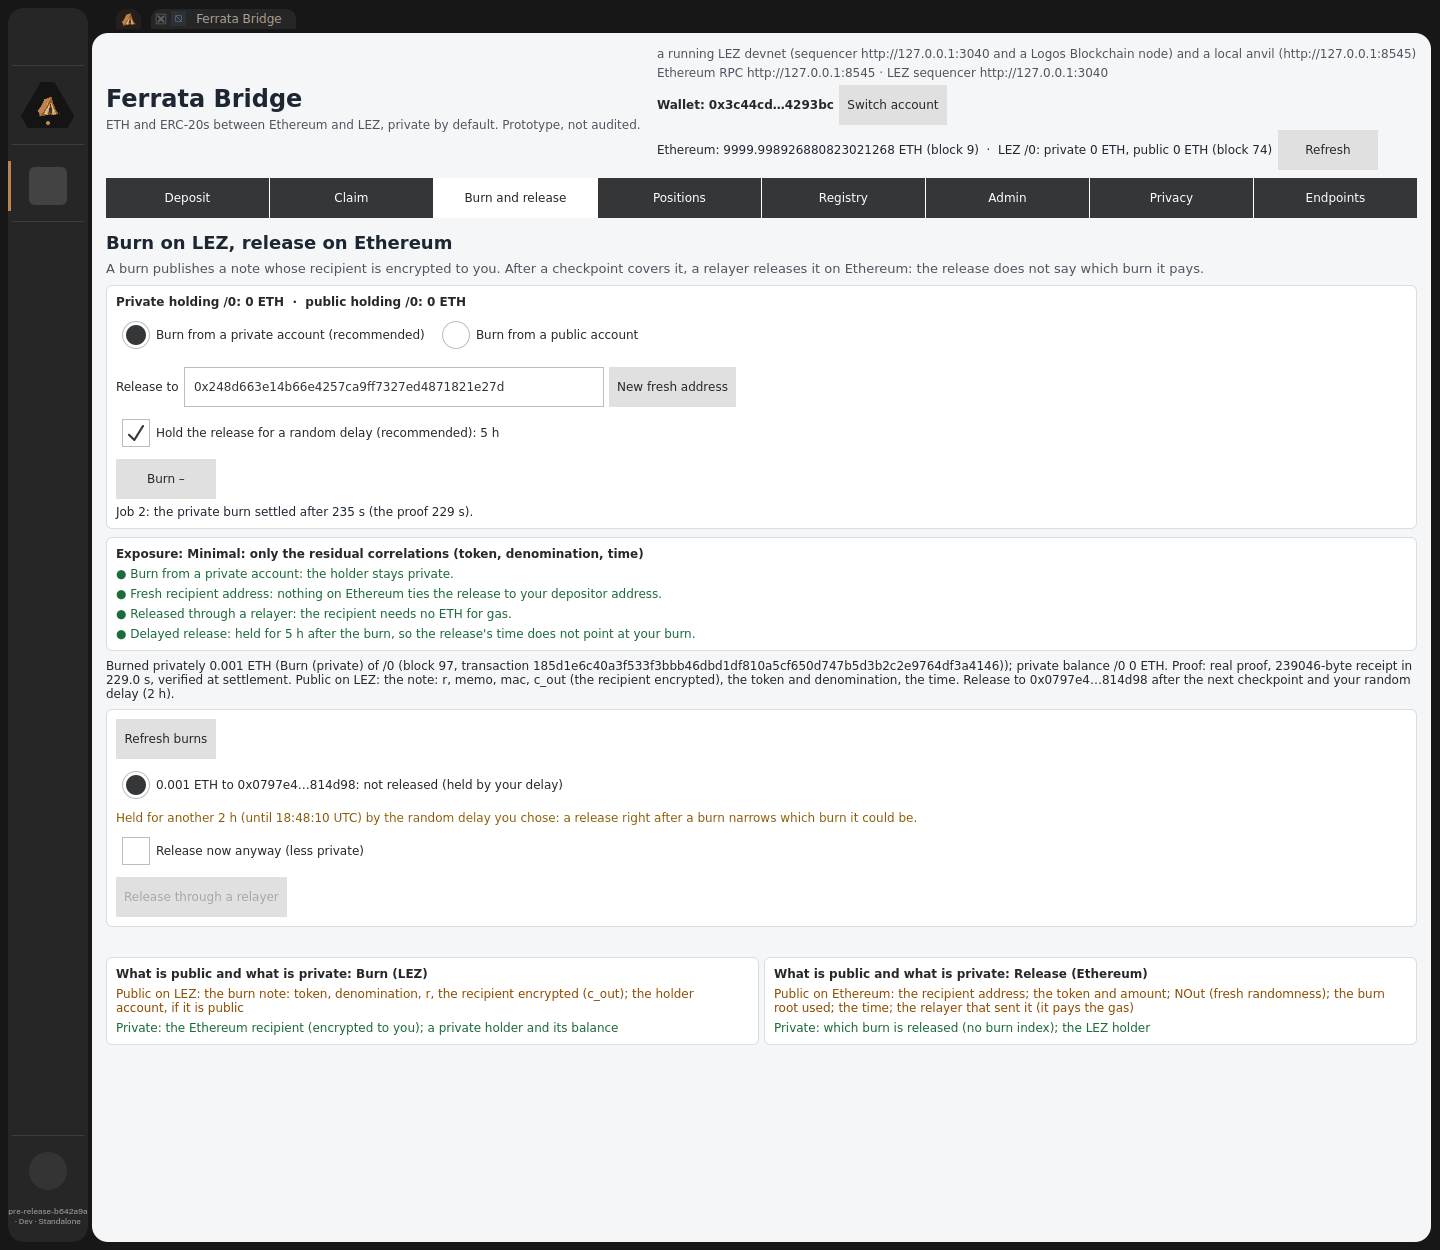 Ferrata Bridge
a running LEZ devnet (sequencer http://127.0.0.1:3040 and a Logos Blockchain node) and a local anvil (http://127.0.0.1:8545)
Ethereum RPC http://127.0.0.1:8545 · LEZ sequencer http://127.0.0.1:3040
Ferrata Bridge
ETH and ERC-20s between Ethereum and LEZ, private by default. Prototype, not audited.
Wallet: 0x3c44cd…4293bc
Switch account
Ethereum: 9999.998926880823021268 ETH (block 9) · LEZ /0: private 0 ETH, public 0 ETH (block 74)
Refresh
Deposit
Claim
Burn and release
Positions
Registry
Admin
Privacy
Endpoints
Burn on LEZ, release on Ethereum
A burn publishes a note whose recipient is encrypted to you. After a checkpoint covers it, a relayer releases it on Ethereum: the release does not say which burn it pays.
Private holding /0: 0 ETH · public holding /0: 0 ETH
Burn from a private account (recommended)
Burn from a public account
Release to
0x248d663e14b66e4257ca9ff7327ed4871821e27d
New fresh address
Hold the release for a random delay (recommended): 5 h
Burn –
Job 2: the private burn settled after 235 s (the proof 229 s).
Exposure: Minimal: only the residual correlations (token, denomination, time)
● Burn from a private account: the holder stays private.
● Fresh recipient address: nothing on Ethereum ties the release to your depositor address.
● Released through a relayer: the recipient needs no ETH for gas.
● Delayed release: held for 5 h after the burn, so the release's time does not point at your burn.
Burned privately 0.001 ETH (Burn (private) of /0 (block 97, transaction 185d1e6c40a3f533f3bbb46dbd1df810a5cf650d747b5d3b2c2e9764df3a4146)); private balance /0 0 ETH. Proof: real proof, 239046-byte receipt in
229.0 s, verified at settlement. Public on LEZ: the note: r, memo, mac, c_out (the recipient encrypted), the token and denomination, the time. Release to 0x0797e4…814d98 after the next checkpoint and your random
delay (2 h).
Refresh burns
0.001 ETH to 0x0797e4…814d98: not released (held by your delay)
Held for another 2 h (until 18:48:10 UTC) by the random delay you chose: a release right after a burn narrows which burn it could be.
Release now anyway (less private)
Release through a relayer
What is public and what is private: Burn (LEZ)
Public on LEZ: the burn note: token, denomination, r, the recipient encrypted (c_out); the holder
account, if it is public
Private: the Ethereum recipient (encrypted to you); a private holder and its balance
What is public and what is private: Release (Ethereum)
Public on Ethereum: the recipient address; the token and amount; NOut (fresh randomness); the burn
root used; the time; the relayer that sent it (it pays the gas)
Private: which burn is released (no burn index); the LEZ holder
pre-release-b642a9a
· Dev · Standalone